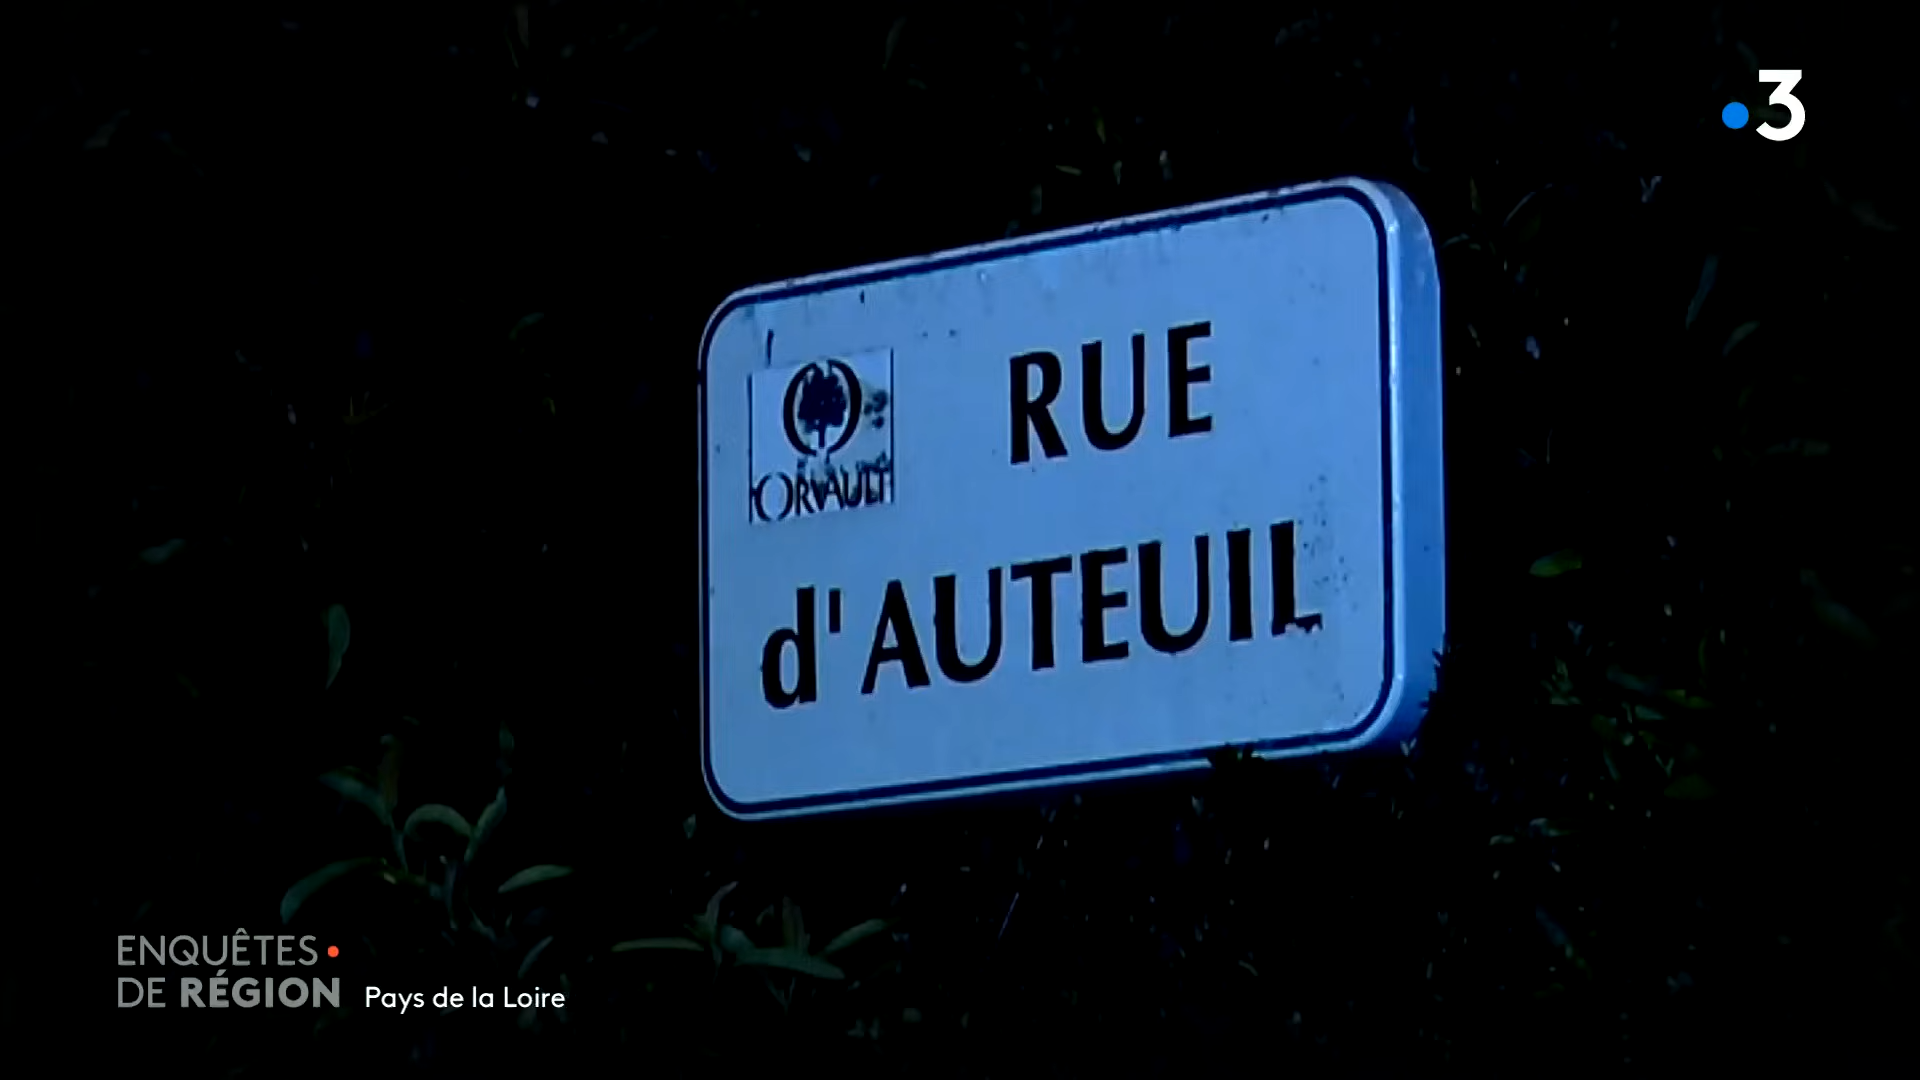 3
RUE
ORVAULT
d'AUTEUIL
ENQUÊTES
DE RÉGION Pays de la Loire